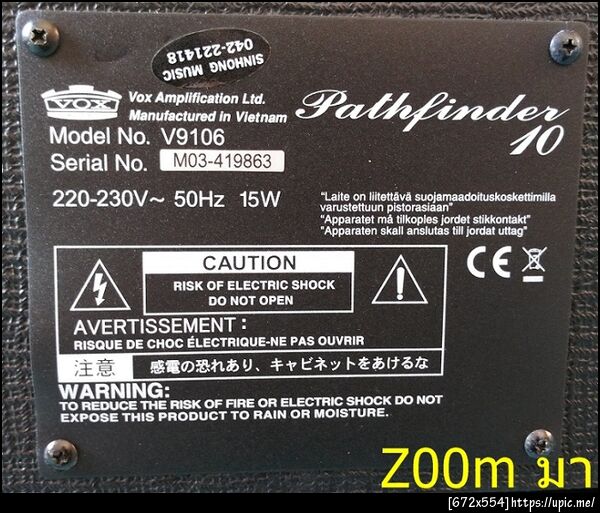 SINHONG MUSIC
042-221418
VOX
Vox Amplification Ltd.
Manufactured in Vietnam
Pathfinder
10
Model No. V9106
Serial No. M03-419863
220-230V~ 50Hz 15W
"Laite on liitettävä suojamaadoituskoskettimilla
varustettuun pistorasiaan"
"Apparatet må tilkoples jordet stikkontakt"
"Apparaten skall anslutas till jordat uttag"
CE
CAUTION
RISK OF ELECTRIC SHOCK
DO NOT OPEN
AVERTISSEMENT :
RISQUE DE CHOC ÉLECTRIQUE-NE PAS OUVRIR
注意 感電の恐れあり、キャビネットをあけるな
WARNING:
TO REDUCE THE RISK OF FIRE OR ELECTRIC SHOCK DO NOT
EXPOSE THIS PRODUCT TO RAIN OR MOISTURE.
Z00m มา
[672x554]https://upic.me/